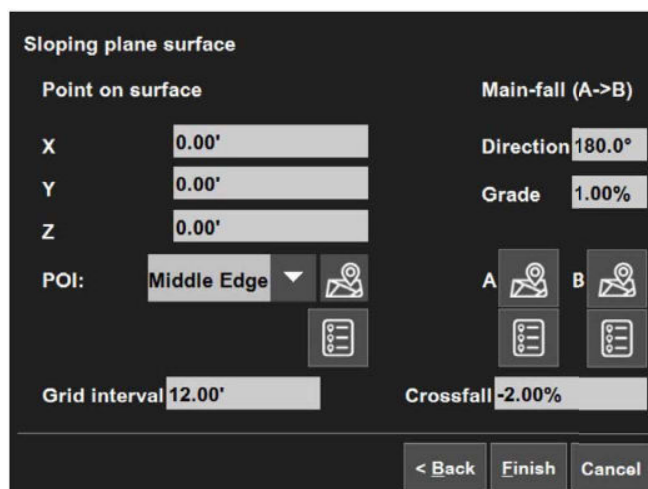 Sloping plane surface
Point on surface
Main-fall (A->B)
X 0.00'
Direction 180.0°
Y 0.00'
Grade 1.00%
Z 0.00'
POI: Middle Edge
A B
Grid interval 12.00'
Crossfall -2.00%
< Back Finish Cancel